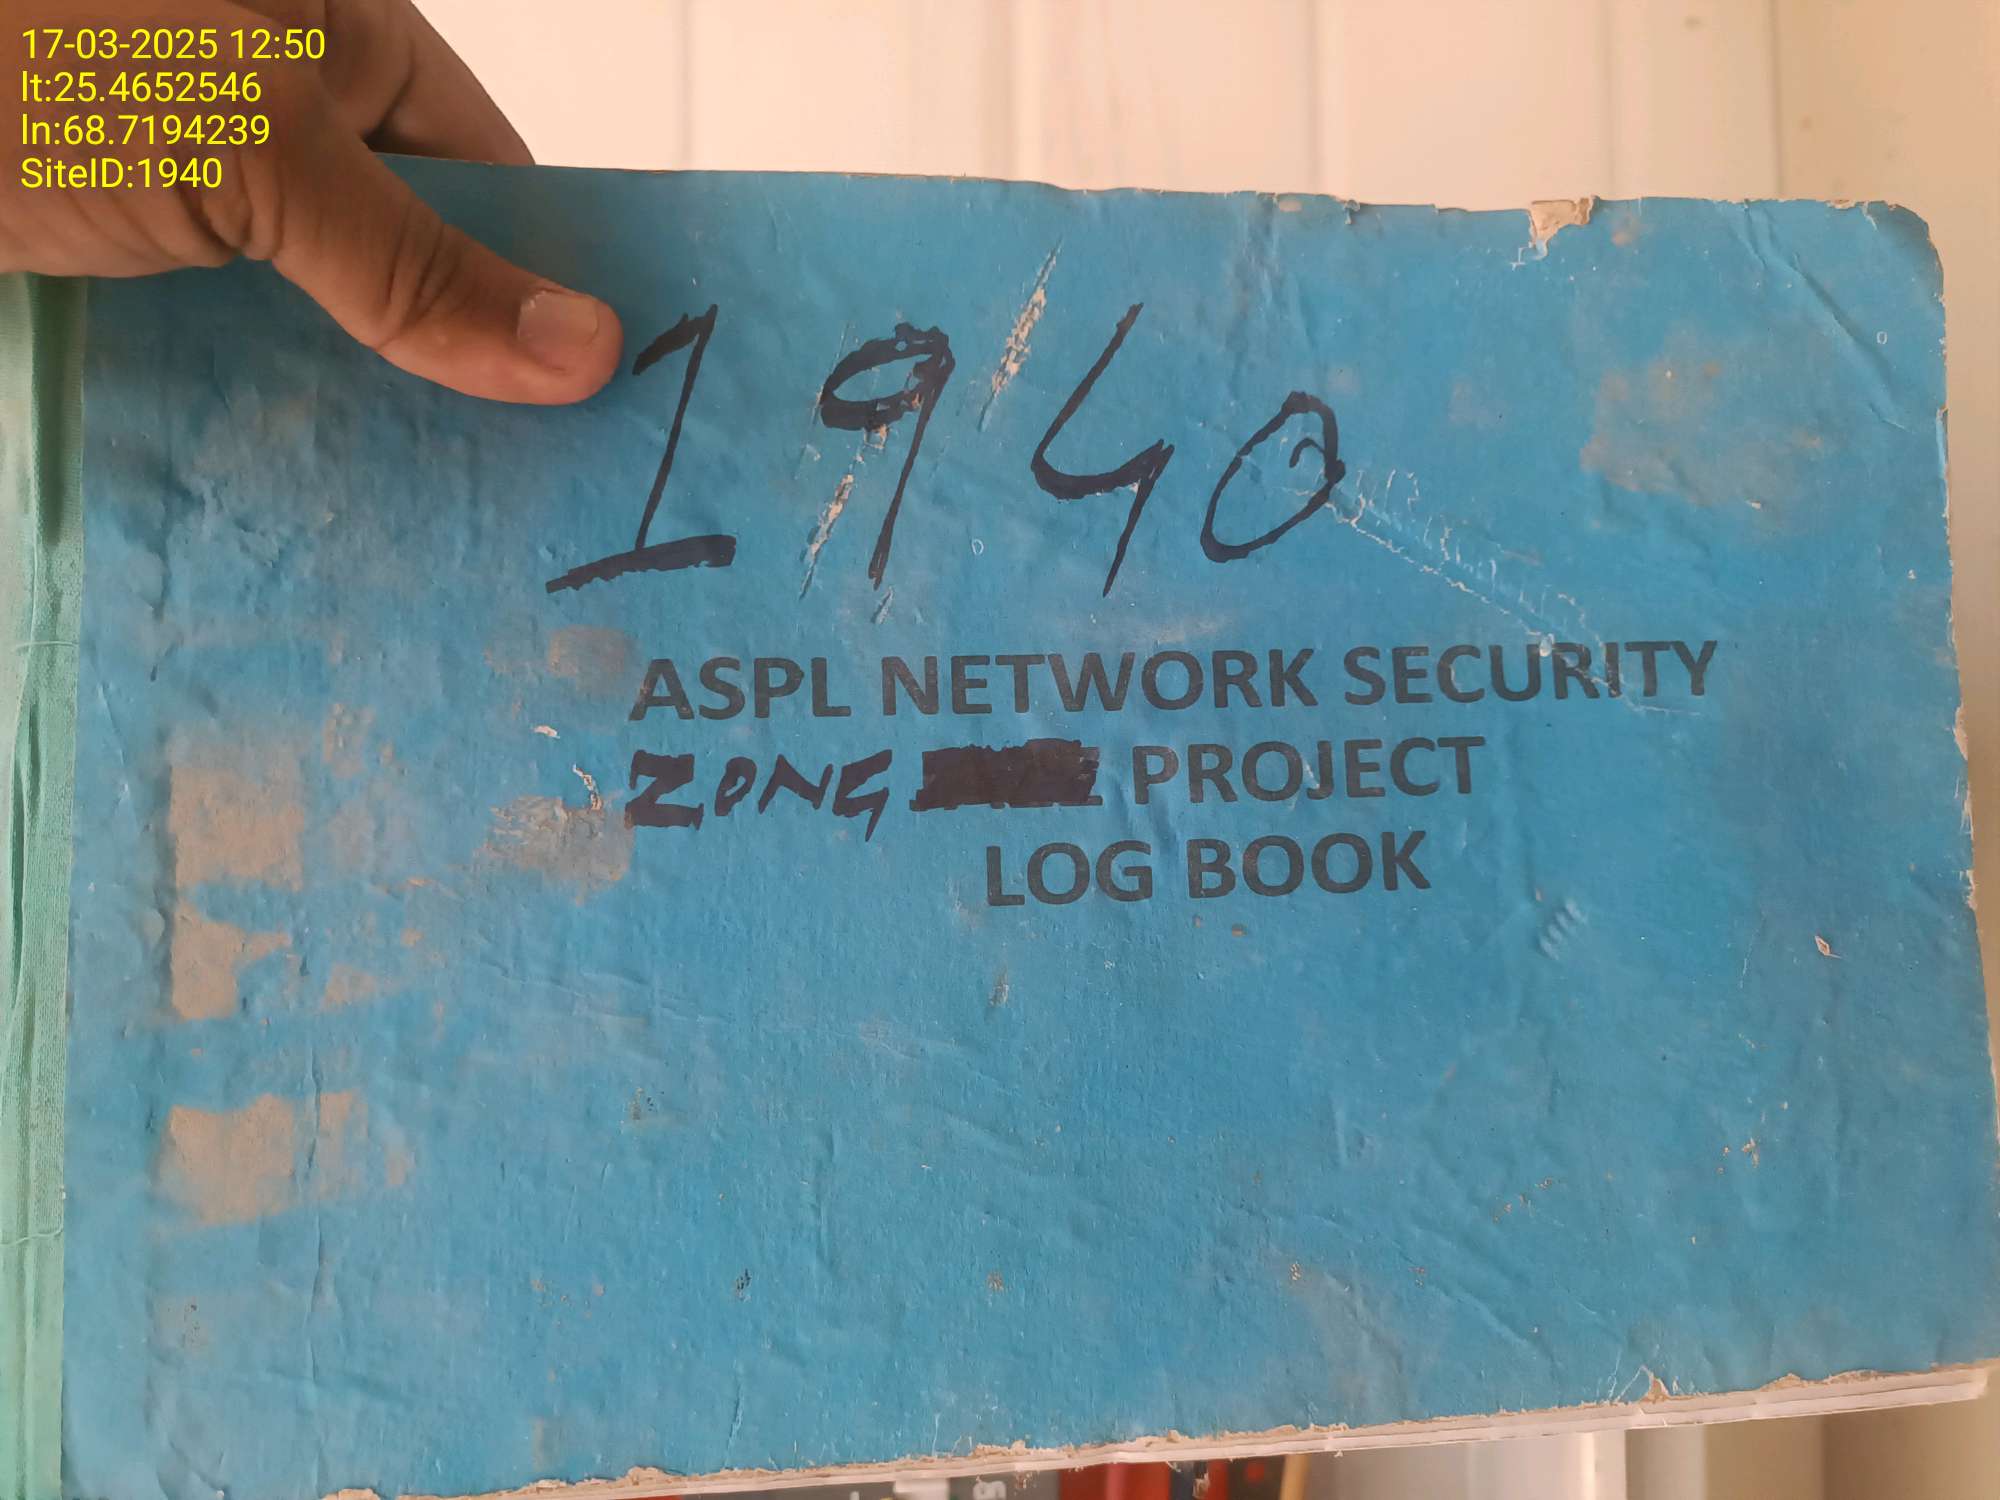 17-03-2025 12:50
lt:25.4652546
ln:68.7194239
SiteID:1940
1940
ASPL NETWORK SECURITY
ZONG PROJECT
LOG BOOK